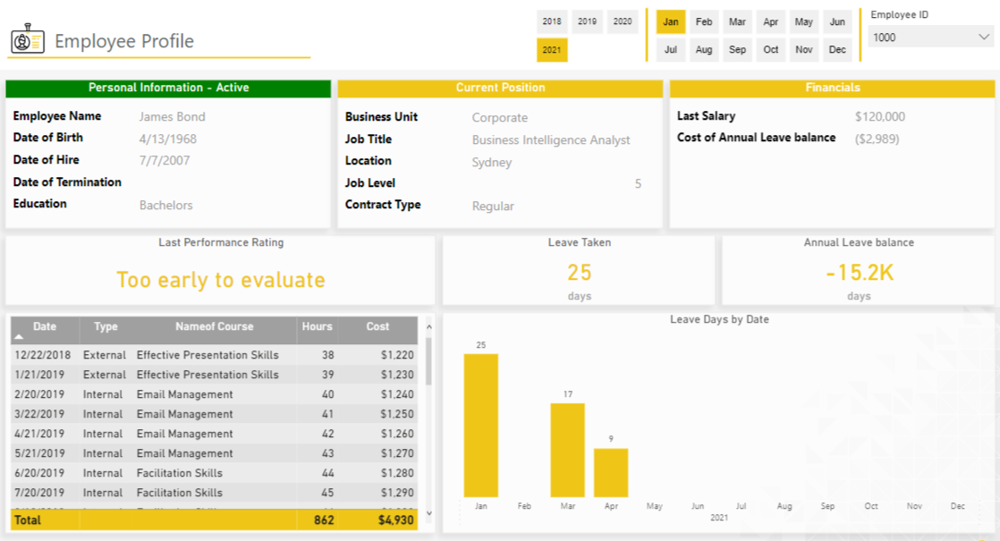 Employee Profile
2018 2019 2020
2021
Jan Feb Mar Apr May Jun
Jul Aug Sep Oct Nov Dec
Employee ID
1000
Personal Information - Active
Employee Name James Bond
Date of Birth 4/13/1968
Date of Hire 7/7/2007
Date of Termination
Education Bachelors
Current Position
Business Unit Corporate
Job Title Business Intelligence Analyst
Location Sydney
Job Level 5
Contract Type Regular
Financials
Last Salary $120,000
Cost of Annual Leave balance ($2,989)
Last Performance Rating
Too early to evaluate
Leave Taken
25
days
Annual Leave balance
-15.2K
days
Date Type Nameof Course Hours Cost
12/22/2018 External Effective Presentation Skills 38 $1,220
1/21/2019 External Effective Presentation Skills 39 $1,230
2/20/2019 Internal Email Management 40 $1,240
3/22/2019 Internal Email Management 41 $1,250
4/21/2019 Internal Email Management 42 $1,260
5/21/2019 Internal Email Management 43 $1,270
6/20/2019 Internal Facilitation Skills 44 $1,280
7/20/2019 Internal Facilitation Skills 45 $1,290
Total 862 $4,930
Leave Days by Date
25
17
9
Jan Feb Mar Apr May Jun Jul Aug Sep Oct Nov Dec
2021